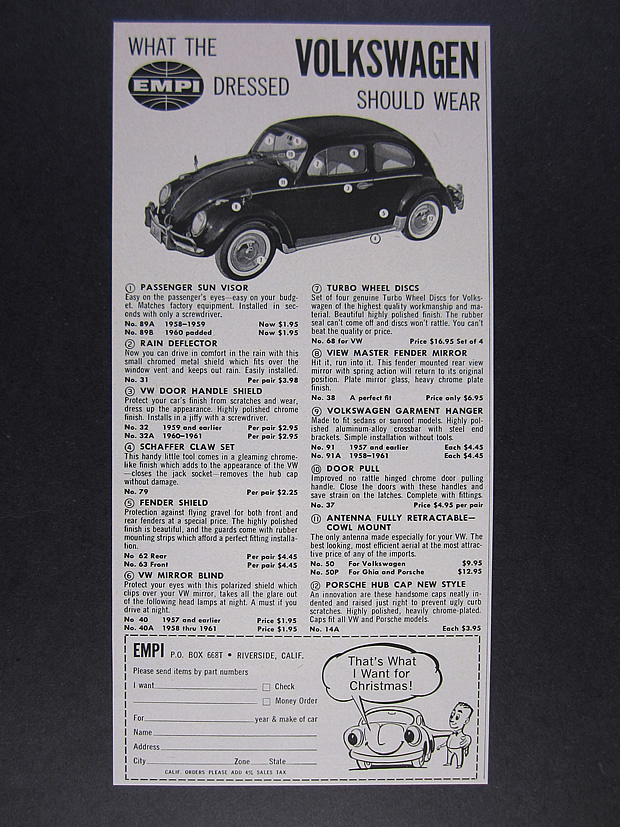 WHAT THE
VOLKSWAGEN
EMPI DRESSED
SHOULD WEAR
① PASSENGER SUN VISOR
Easy on the passenger's eyes—easy on your budg-
et. Matches factory equipment. Installed in sec-
onds with only a screwdriver.
No. 89A 1958–1959 Now $1.95
No. 89B 1960 padded Now $1.95
② RAIN DEFLECTOR
Now you can drive in comfort in the rain with this
small chromed metal shield which fits over the
window vent and keeps out rain. Easily installed.
No. 31 Per pair $3.98
③ VW DOOR HANDLE SHIELD
Protect your car's finish from scratches and wear,
dress up the appearance. Highly polished chrome
finish. Installs in a jiffy with a screwdriver.
No. 32 1959 and earlier Per pair $2.95
No. 32A 1960–1961 Per pair $2.95
④ SCHAFFER CLAW SET
This handy little tool comes in a gleaming chrome-
like finish which adds to the appearance of the VW
—closes the jack socket—removes the hub cap
without damage.
No. 79 Per pair $2.25
⑤ FENDER SHIELD
Protection against flying gravel for both front and
rear fenders at a special price. The highly polished
finish is beautiful, and the guards come with rubber
mounting strips which afford a perfect fitting installa-
tion.
No 62 Rear Per pair $4.45
No. 63 Front Per pair $4.45
⑥ VW MIRROR BLIND
Protect your eyes with this polarized shield which
clips over your VW mirror, takes all the glare out
of the following head lamps at night. A must if you
drive at night.
No 40 1957 and earlier Price $1.95
No. 40A 1958 thru 1961 Price $1.95
⑦ TURBO WHEEL DISCS
Set of four genuine Turbo Wheel Discs for Volks-
wagen of the highest quality workmanship and ma-
terial. Beautiful highly polished finish. The rubber
seal can't come off and discs won't rattle. You can't
beat the quality or price.
No. 68 for VW Price $16.95 Set of 4
⑧ VIEW MASTER FENDER MIRROR
Hit it, run into it. This fender mounted rear view
mirror with spring action will return to its original
position. Plate mirror glass, heavy chrome plate
finish.
No. 38 A perfect fit Price only $6.95
⑨ VOLKSWAGEN GARMENT HANGER
Made to fit sedans or sunroof models. Highly pol-
ished aluminum-alloy crossbar with steel end
brackets. Simple installation without tools.
No. 91 1957 and earlier Each $4.45
No. 91A 1958–1961 Each $4.45
⑩ DOOR PULL
Improved no rattle hinged chrome door pulling
handle. Close the doors with these handles and
save strain on the latches. Complete with fittings.
No. 37 Price $4.95 per pair
⑪ ANTENNA FULLY RETRACTABLE—
COWL MOUNT
The only antenna made especially for your VW. The
best looking, most efficient aerial at the most attrac-
tive price of any of the imports.
No. 50 For Volkswagen $9.95
No. 50P For Ghia and Porsche $12.95
⑫ PORSCHE HUB CAP NEW STYLE
An innovation are these handsome caps neatly in-
dented and raised just right to prevent ugly curb
scratches. Highly polished, heavily chrome-plated.
Caps fit all VW and Porsche models.
No. 14A Each $3.95
EMPI P.O. BOX 668T • RIVERSIDE, CALIF.
Please send items by part numbers
I want Check
Money Order
For year & make of car
Name
Address
City Zone State
CALIF. ORDERS PLEASE ADD 4% SALES TAX
That's What
I Want for
Christmas!